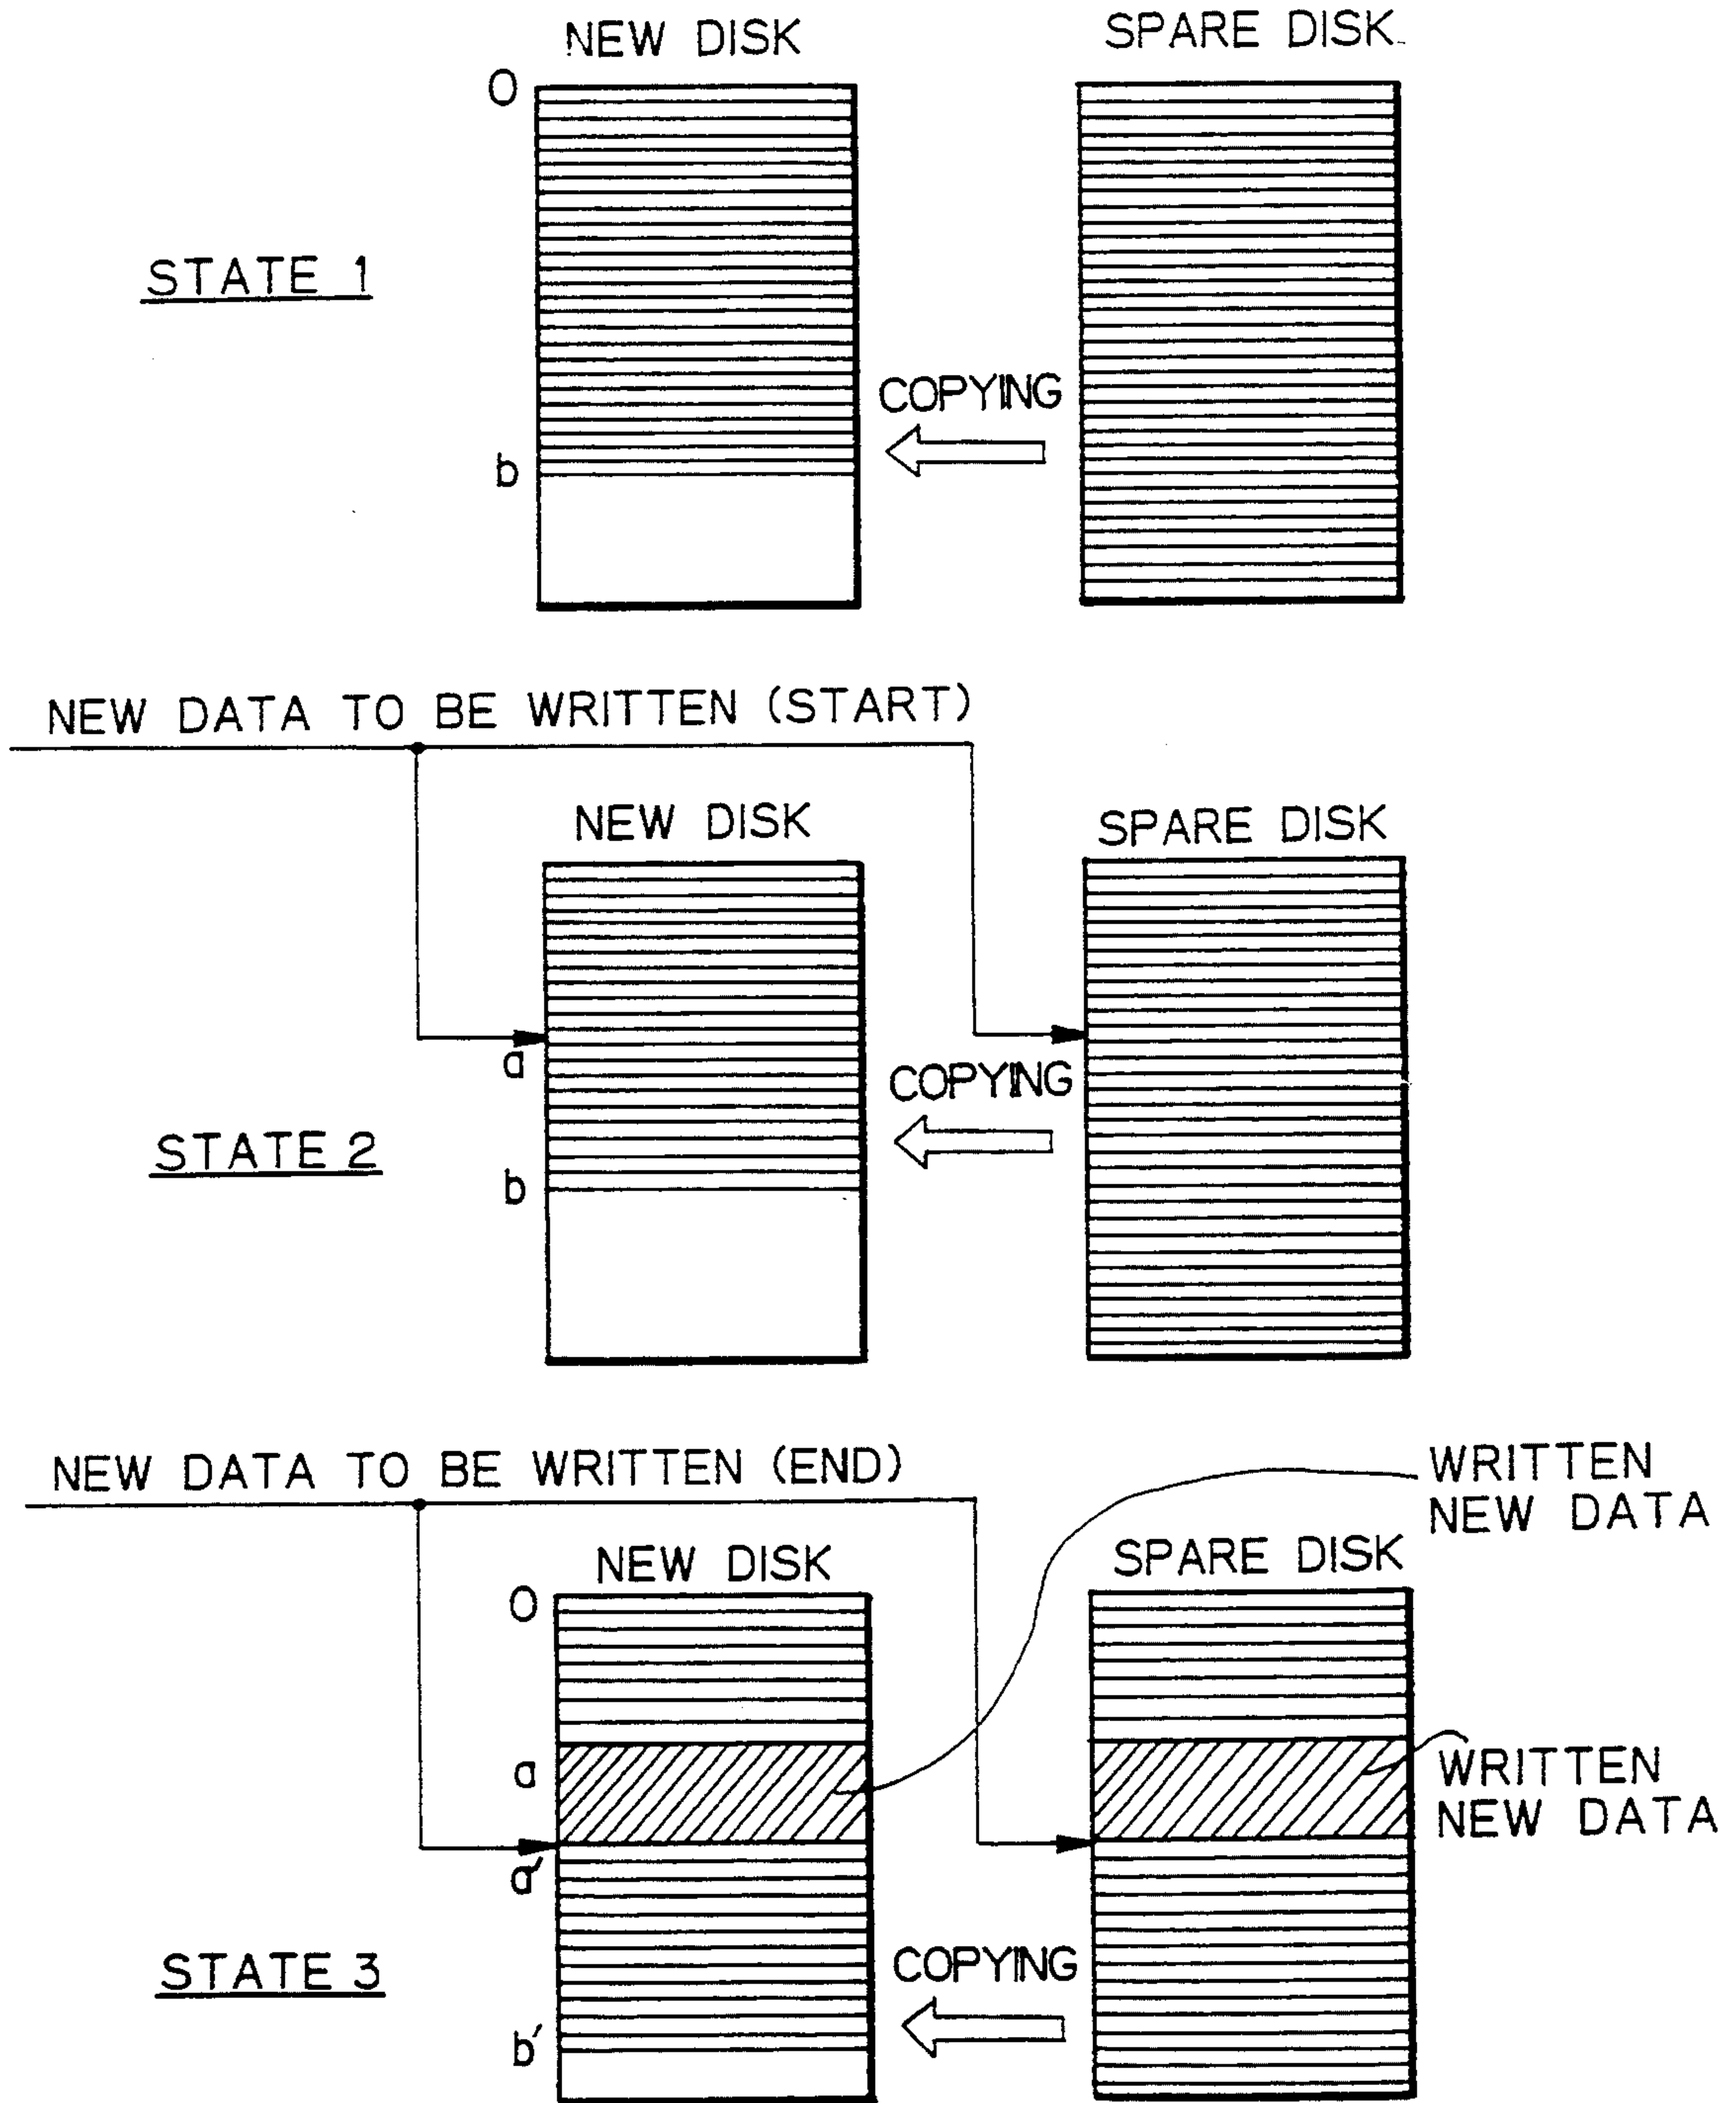 NEW DISK
SPARE DISK
0
STATE 1
COPYING
b
NEW DATA TO BE WRITTEN (START)
NEW DISK
SPARE DISK
a
COPYING
STATE 2
b
NEW DATA TO BE WRITTEN (END)
WRITTEN
NEW DATA
NEW DISK
SPARE DISK
0
a
WRITTEN
NEW DATA
a'
STATE 3
COPYING
b'